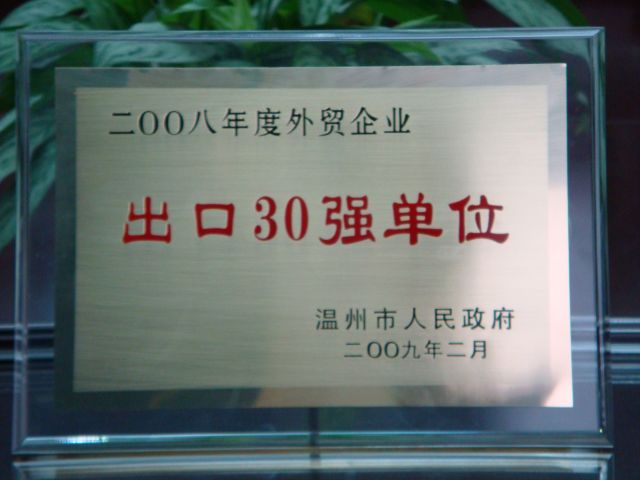 二OO八年度外贸企业
出口30强单位
温州市人民政府
二OO九年二月